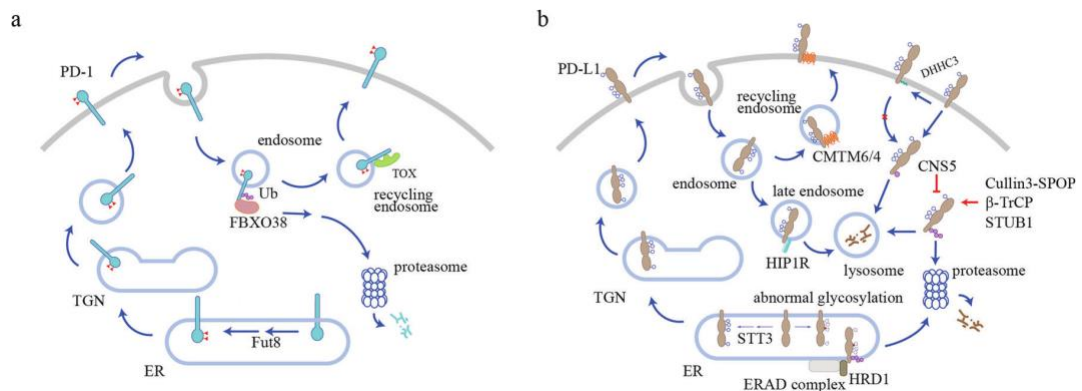 a
PD-1
endosome
Ub
FBXO38
TOX
recycling
endosome
proteasome
TGN
Fut8
ER
b
PD-L1
DHHC3
recycling
endosome
CMTM6/4
endosome
late endosome
HIP1R
CNS5
Cullin3-SPOP
β-TrCP
STUB1
lysosome
proteasome
TGN
abnormal glycosylation
STT3
ER
ERAD complex
HRD1